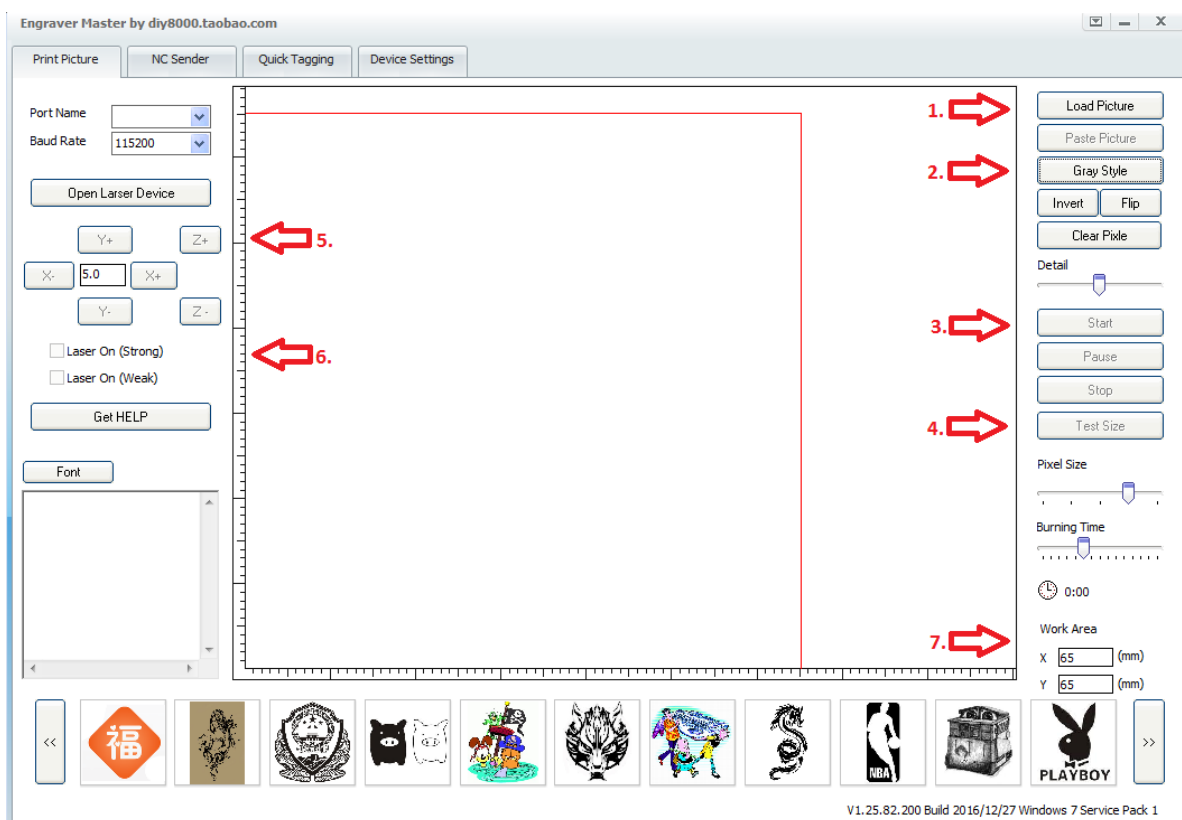 Engraver Master by diy8000.taobao.com
Print Picture NC Sender Quick Tagging Device Settings
Port Name
Baud Rate 115200
Open Larser Device
Y+ Z+
X- 5.0 X+
Y- Z-
Laser On (Strong)
Laser On (Weak)
Get HELP
Font
1.
2.
5.
3.
6.
4.
7.
Load Picture
Paste Picture
Gray Style
Invert Flip
Clear Pixle
Detail
Start
Pause
Stop
Test Size
Pixel Size
Burning Time
0:00
Work Area
X 65 (mm)
Y 65 (mm)
<< 福 NBA PLAYBOY >>
V1.25.82.200 Build 2016/12/27 Windows 7 Service Pack 1